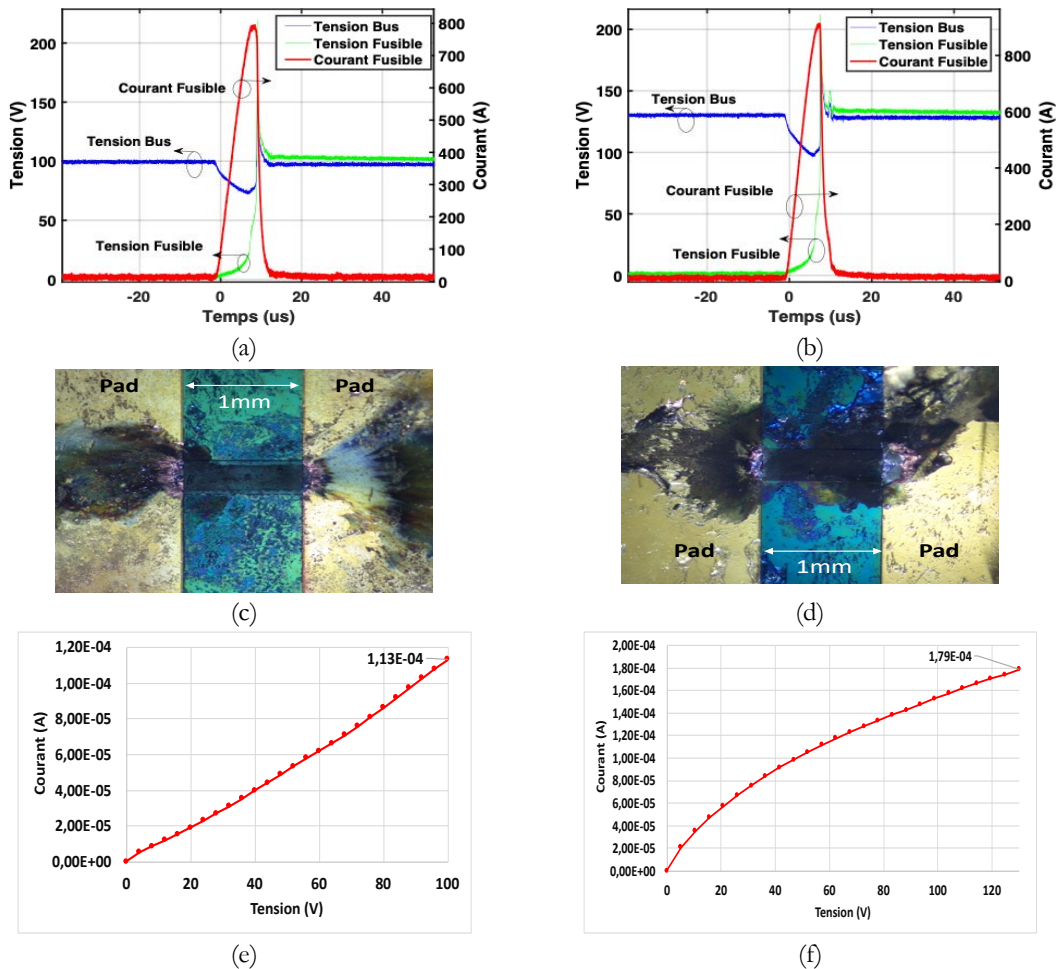 Tension Bus
Tension Fusible
Courant Fusible
Courant Fusible
Tension Bus
Tension Fusible
Tension (V)
200
150
100
50
0
Courant (A)
800
700
600
500
400
300
200
100
0
-20
0
20
40
Temps (us)
(a)
Tension Bus
Tension Fusible
Courant Fusible
Tension Bus
Courant Fusible
Tension Fusible
Tension (V)
200
150
100
50
0
Courant (A)
800
600
400
200
0
-20
0
20
40
Temps (us)
(b)
Pad
Pad
1mm
(c)
Pad
Pad
1mm
(d)
1,20E-04
1,00E-04
8,00E-05
6,00E-05
4,00E-05
2,00E-05
0,00E+00
Courant (A)
1,13E-04
0
20
40
60
80
100
Tension (V)
(e)
2,00E-04
1,80E-04
1,60E-04
1,40E-04
1,20E-04
1,00E-04
8,00E-05
6,00E-05
4,00E-05
2,00E-05
0,00E+00
Courant (A)
1,79E-04
0
20
40
60
80
100
120
Tension (V)
(f)